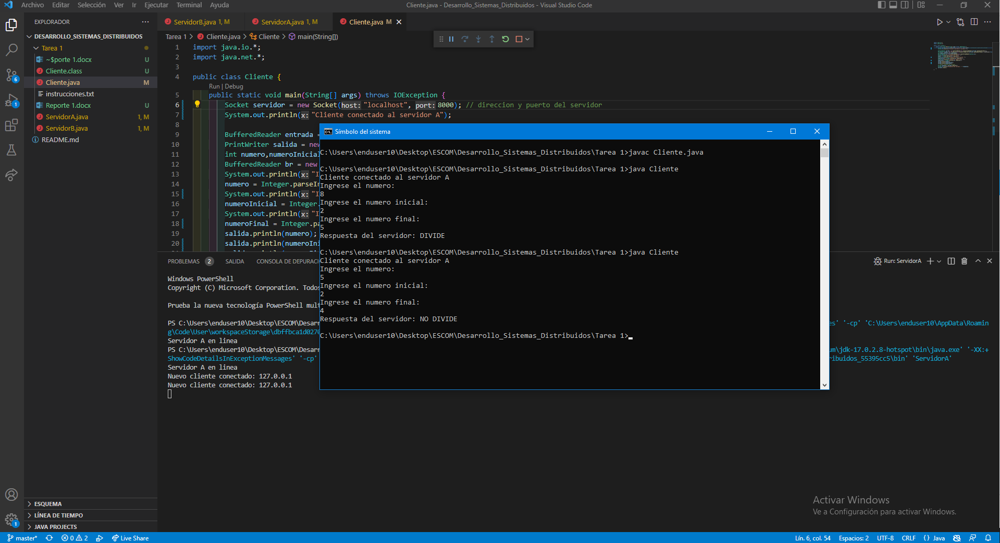 Archivo Editar Selección Ver Ir Ejecutar Terminal Ayuda
Cliente.java - Desarrollo_Sistemas_Distribuidos - Visual Studio Code
EXPLORADOR
DESARROLLO_SISTEMAS_DISTRIBUIDOS
Tarea 1
~$porte 1.docx U
Cliente.class U
Cliente.java M
instrucciones.txt
Reporte 1.docx U
ServidorA.java 1, M
ServidorB.java 1, M
README.md
6
1
1
ESQUEMA
LÍNEA DE TIEMPO
JAVA PROJECTS
ServidorB.java 1, M
ServidorA.java 1, M
Cliente.java M
Tarea 1 > Cliente.java > Cliente > main(String[])
1 import java.io.*;
2 import java.net.*;
3
4 public class Cliente {
Run | Debug
5 public static void main(String[] args) throws IOException {
6 Socket servidor = new Socket(host: "localhost", port: 8000); // direccion y puerto del servidor
7 System.out.println(x: "Cliente conectado al servidor A");
8
9 BufferedReader entrada =
10 PrintWriter salida = new
11 int numero,numeroInicial
12 BufferedReader br = new
13 System.out.println(x: "I
14 numero = Integer.parseIn
15 System.out.println(x: "I
16 numeroInicial = Integer.
17 System.out.println(x: "I
18 numeroFinal = Integer.pa
19 salida.println(numero);
20 salida.println(numeroIni
Símbolo del sistema
C:\Users\enduser10\Desktop\ESCOM\Desarrollo_Sistemas_Distribuidos\Tarea 1>javac Cliente.java
C:\Users\enduser10\Desktop\ESCOM\Desarrollo_Sistemas_Distribuidos\Tarea 1>java Cliente
Cliente conectado al servidor A
Ingrese el numero:
8
Ingrese el numero inicial:
2
Ingrese el numero final:
5
Respuesta del servidor: DIVIDE
C:\Users\enduser10\Desktop\ESCOM\Desarrollo_Sistemas_Distribuidos\Tarea 1>java Cliente
Cliente conectado al servidor A
Ingrese el numero:
5
Ingrese el numero inicial:
2
Ingrese el numero final:
4
Respuesta del servidor: NO DIVIDE
C:\Users\enduser10\Desktop\ESCOM\Desarrollo_Sistemas_Distribuidos\Tarea 1>
PROBLEMAS 2 SALIDA CONSOLA DE DEPURACI
Run: ServidorA
Windows PowerShell
Copyright (C) Microsoft Corporation. Todos
Prueba la nueva tecnología PowerShell mult
PS C:\Users\enduser10\Desktop\ESCOM\Desarr es' '-cp' 'C:\Users\enduser10\AppData\Roamin
g\Code\User\workspaceStorage\dbffbca1d0270
Servidor A en linea
PS C:\Users\enduser10\Desktop\ESCOM\Desarr um\jdk-17.0.2.8-hotspot\bin\java.exe' '-XX:+
ShowCodeDetailsInExceptionMessages' '-cp' ribuidos_55395cc5\bin' 'ServidorA'
Servidor A en linea
Nuevo cliente conectado: 127.0.0.1
Nuevo cliente conectado: 127.0.0.1
Activar Windows
Ve a Configuración para activar Windows.
master* 0 2 Live Share
Lín. 6, col. 54 Espacios: 2 UTF-8 CRLF {} Java